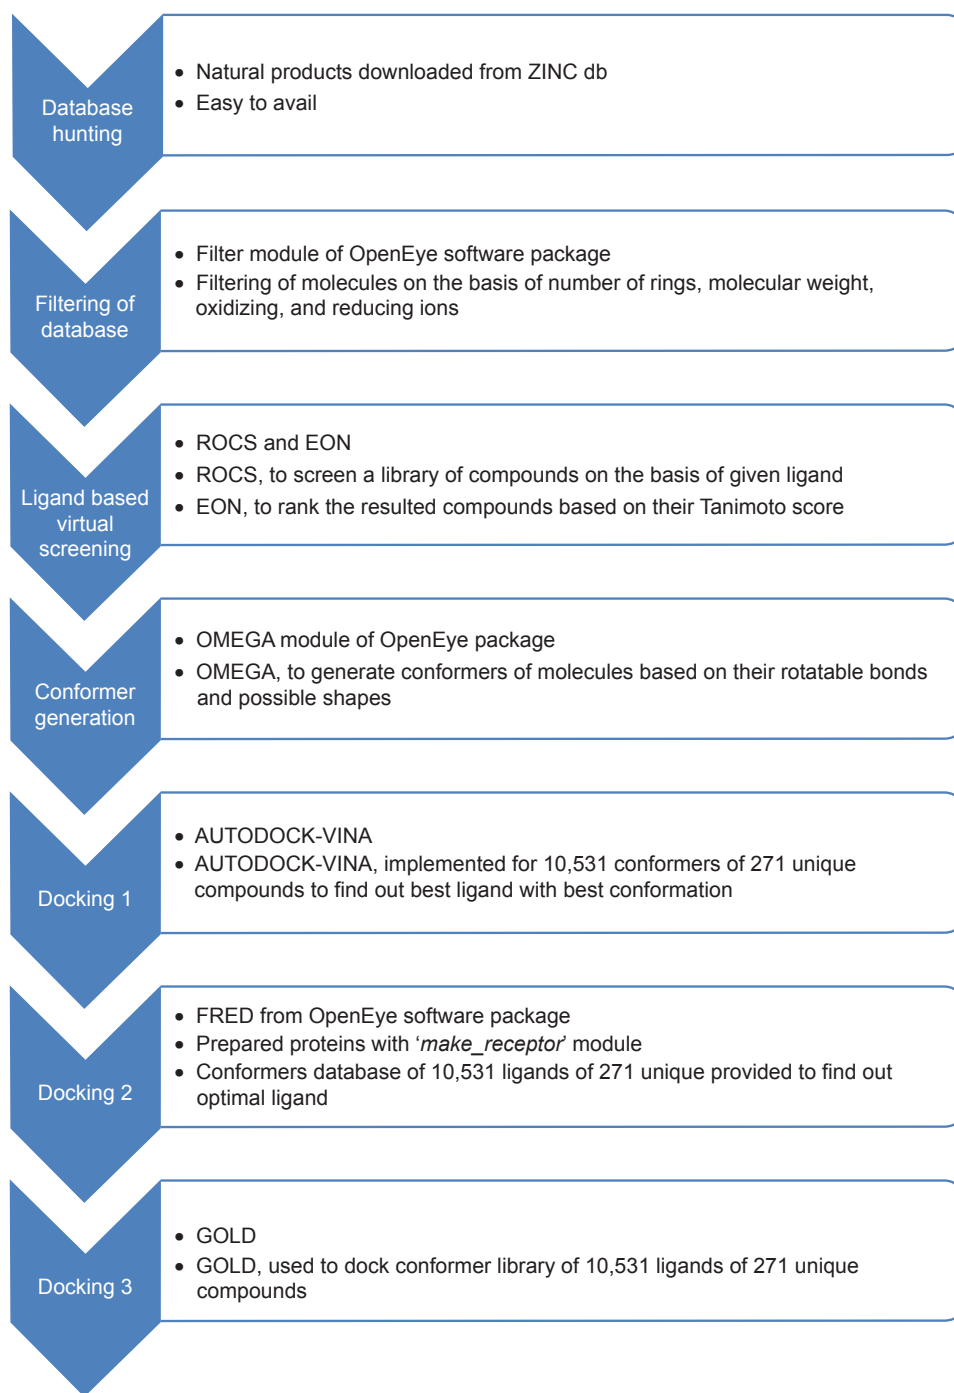 Database
hunting
• Natural products downloaded from ZINC db
• Easy to avail
Filtering of
database
• Filter module of OpenEye software package
• Filtering of molecules on the basis of number of rings, molecular weight,
oxidizing, and reducing ions
Ligand based
virtual
screening
• ROCS and EON
• ROCS, to screen a library of compounds on the basis of given ligand
• EON, to rank the resulted compounds based on their Tanimoto score
Conformer
generation
• OMEGA module of OpenEye package
• OMEGA, to generate conformers of molecules based on their rotatable bonds
and possible shapes
Docking 1
• AUTODOCK-VINA
• AUTODOCK-VINA, implemented for 10,531 conformers of 271 unique
compounds to find out best ligand with best conformation
Docking 2
• FRED from OpenEye software package
• Prepared proteins with ‘make_receptor’ module
• Conformers database of 10,531 ligands of 271 unique provided to find out
optimal ligand
Docking 3
• GOLD
• GOLD, used to dock conformer library of 10,531 ligands of 271 unique
compounds